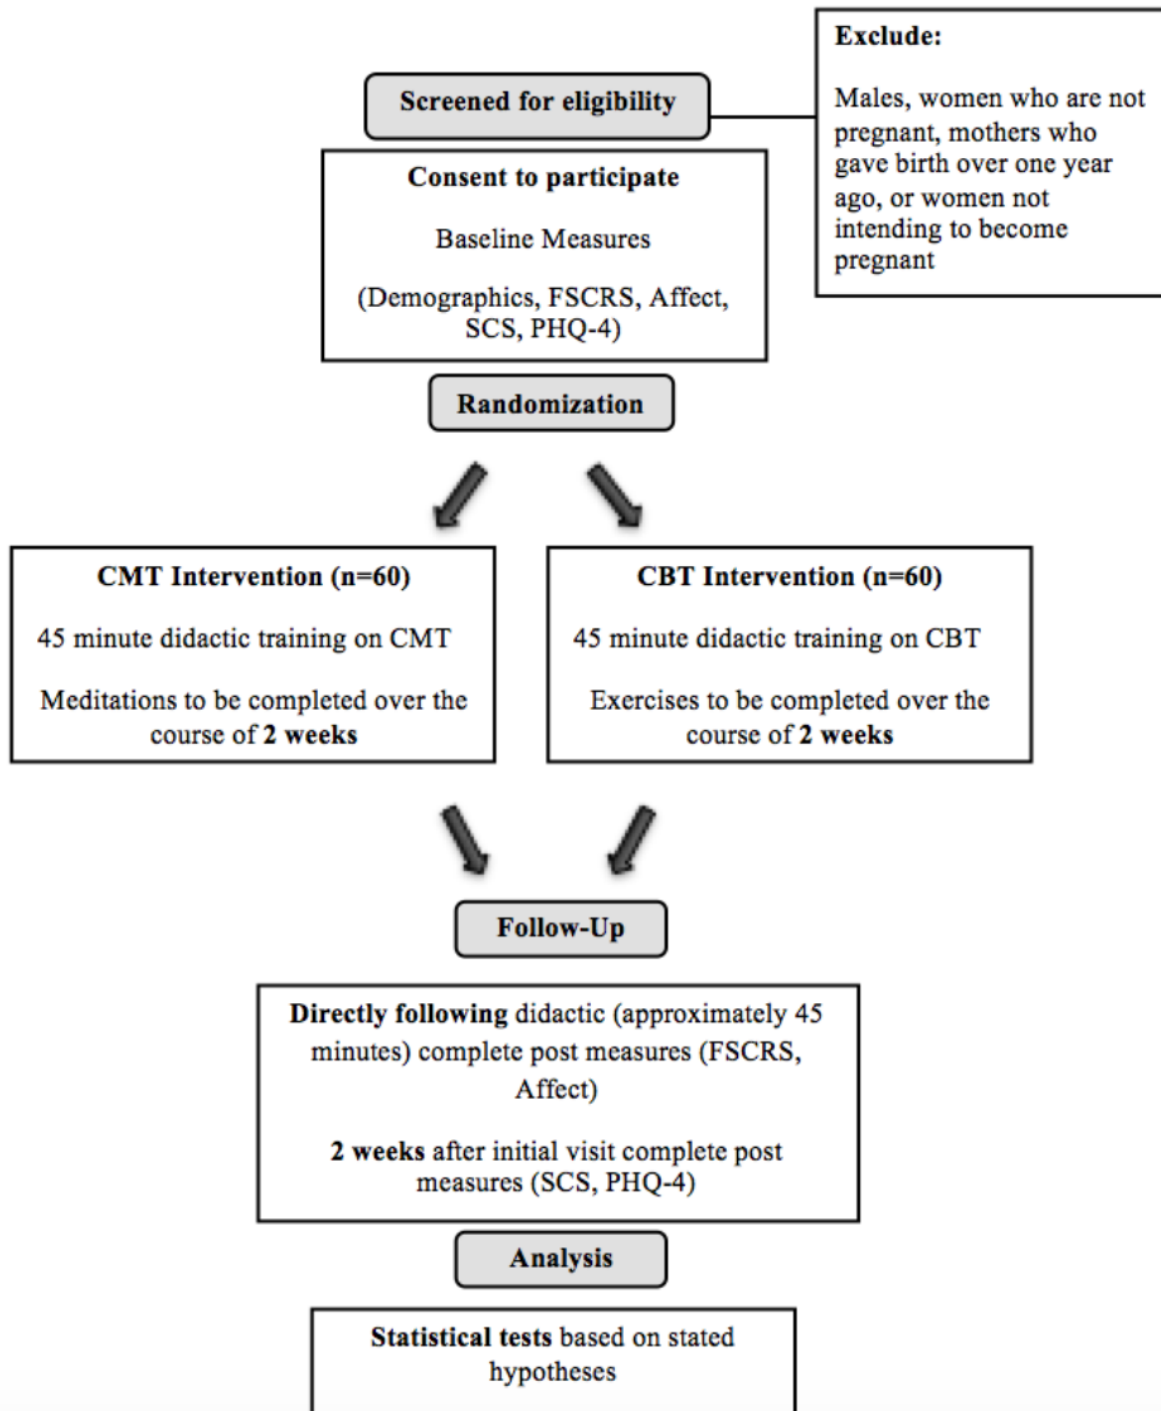 Screened for eligibility
Exclude:
Males, women who are not
pregnant, mothers who
gave birth over one year
ago, or women not
intending to become
pregnant
Consent to participate
Baseline Measures
(Demographics, FSCRS, Affect,
SCS, PHQ-4)
Randomization
CMT Intervention (n=60)
45 minute didactic training on CMT
Meditations to be completed over the
course of 2 weeks
CBT Intervention (n=60)
45 minute didactic training on CBT
Exercises to be completed over the
course of 2 weeks
Follow-Up
Directly following didactic (approximately 45
minutes) complete post measures (FSCRS,
Affect)
2 weeks after initial visit complete post
measures (SCS, PHQ-4)
Analysis
Statistical tests based on stated
hypotheses